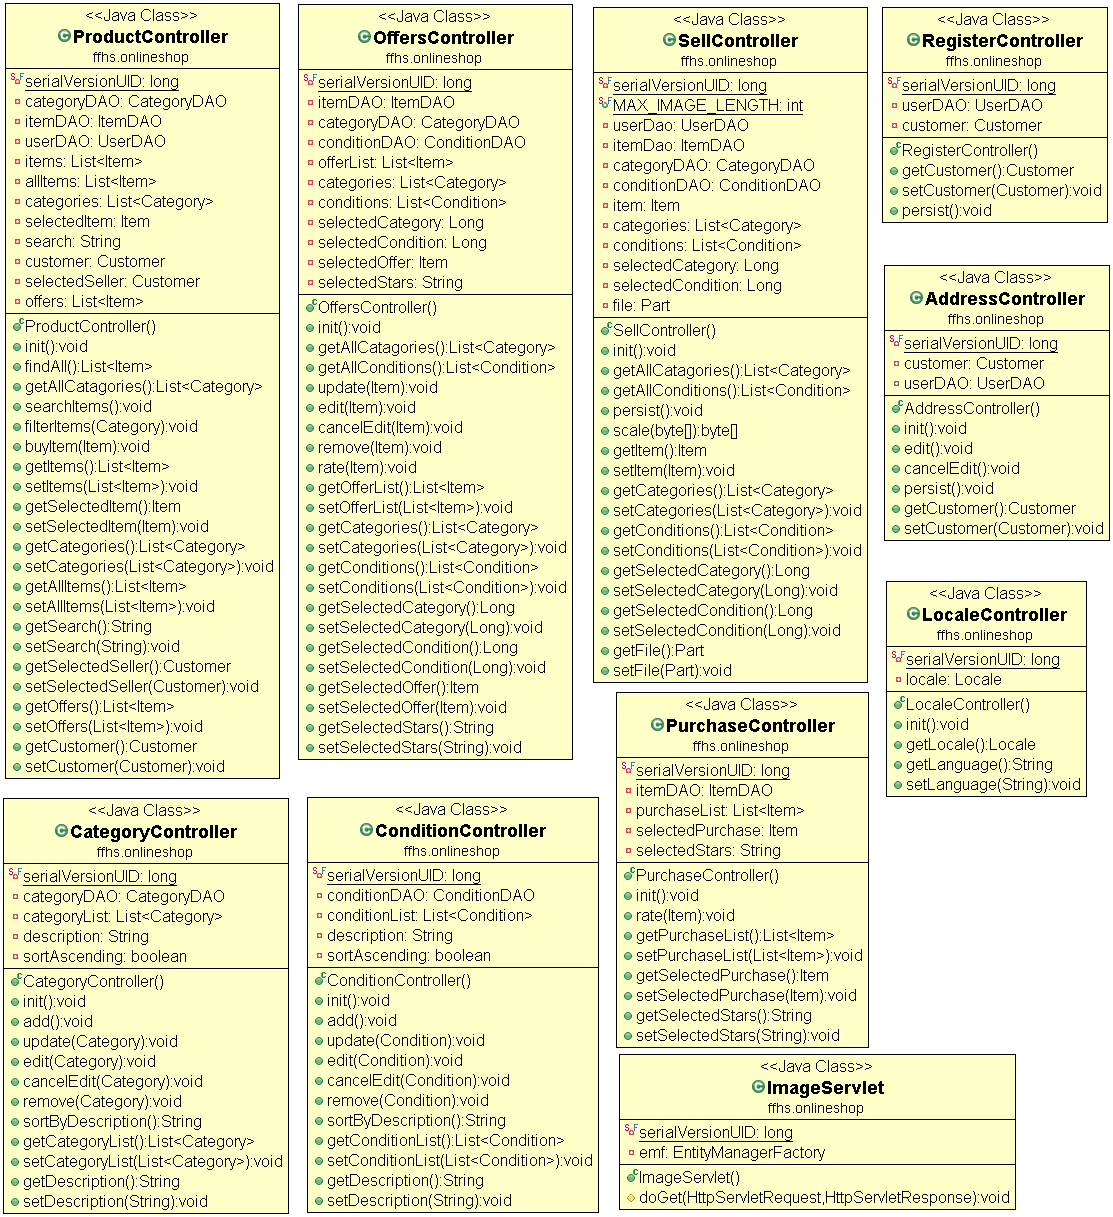 <<Java Class>>
ProductController
ffhs.onlineshop
serialVersionUID: long
categoryDAO: CategoryDAO
itemDAO: ItemDAO
userDAO: UserDAO
items: List<Item>
allItems: List<Item>
categories: List<Category>
selectedItem: Item
search: String
customer: Customer
selectedSeller: Customer
offers: List<Item>
ProductController()
init():void
findAll():List<Item>
getAllCatagories():List<Category>
searchItems():void
filterItems(Category):void
buyItem(Item):void
getItems():List<Item>
setItems(List<Item>):void
getSelectedItem():Item
setSelectedItem(Item):void
getCategories():List<Category>
setCategories(List<Category>):void
getAllItems():List<Item>
setAllItems(List<Item>):void
getSearch():String
setSearch(String):void
getSelectedSeller():Customer
setSelectedSeller(Customer):void
getOffers():List<Item>
setOffers(List<Item>):void
getCustomer():Customer
setCustomer(Customer):void
<<Java Class>>
OffersController
ffhs.onlineshop
serialVersionUID: long
itemDAO: ItemDAO
categoryDAO: CategoryDAO
conditionDAO: ConditionDAO
offerList: List<Item>
categories: List<Category>
conditions: List<Condition>
selectedCategory: Long
selectedCondition: Long
selectedOffer: Item
selectedStars: String
OffersController()
init():void
getAllCatagories():List<Category>
getAllConditions():List<Condition>
update(Item):void
edit(Item):void
cancelEdit(Item):void
remove(Item):void
rate(Item):void
getOfferList():List<Item>
setOfferList(List<Item>):void
getCategories():List<Category>
setCategories(List<Category>):void
getConditions():List<Condition>
setConditions(List<Condition>):void
getSelectedCategory():Long
setSelectedCategory(Long):void
getSelectedCondition():Long
setSelectedCondition(Long):void
getSelectedOffer():Item
setSelectedOffer(Item):void
getSelectedStars():String
setSelectedStars(String):void
<<Java Class>>
SellController
ffhs.onlineshop
serialVersionUID: long
MAX_IMAGE_LENGTH: int
userDao: UserDAO
itemDao: ItemDAO
categoryDAO: CategoryDAO
conditionDAO: ConditionDAO
item: Item
categories: List<Category>
conditions: List<Condition>
selectedCategory: Long
selectedCondition: Long
file: Part
SellController()
init():void
getAllCatagories():List<Category>
getAllConditions():List<Condition>
persist():void
scale(byte[]):byte[]
getItem():Item
setItem(Item):void
getCategories():List<Category>
setCategories(List<Category>):void
getConditions():List<Condition>
setConditions(List<Condition>):void
getSelectedCategory():Long
setSelectedCategory(Long):void
getSelectedCondition():Long
setSelectedCondition(Long):void
getFile():Part
setFile(Part):void
<<Java Class>>
RegisterController
ffhs.onlineshop
serialVersionUID: long
userDAO: UserDAO
customer: Customer
RegisterController()
getCustomer():Customer
setCustomer(Customer):void
persist():void
<<Java Class>>
AddressController
ffhs.onlineshop
serialVersionUID: long
customer: Customer
userDAO: UserDAO
AddressController()
init():void
edit():void
cancelEdit():void
persist():void
getCustomer():Customer
setCustomer(Customer):void
<<Java Class>>
LocaleController
ffhs.onlineshop
serialVersionUID: long
locale: Locale
LocaleController()
init():void
getLocale():Locale
getLanguage():String
setLanguage(String):void
<<Java Class>>
PurchaseController
ffhs.onlineshop
serialVersionUID: long
itemDAO: ItemDAO
purchaseList: List<Item>
selectedPurchase: Item
selectedStars: String
PurchaseController()
init():void
rate(Item):void
getPurchaseList():List<Item>
setPurchaseList(List<Item>):void
getSelectedPurchase():Item
setSelectedPurchase(Item):void
getSelectedStars():String
setSelectedStars(String):void
<<Java Class>>
CategoryController
ffhs.onlineshop
serialVersionUID: long
categoryDAO: CategoryDAO
categoryList: List<Category>
description: String
sortAscending: boolean
CategoryController()
init():void
add():void
update(Category):void
edit(Category):void
cancelEdit(Category):void
remove(Category):void
sortByDescription():String
getCategoryList():List<Category>
setCategoryList(List<Category>):void
getDescription():String
setDescription(String):void
<<Java Class>>
ConditionController
ffhs.onlineshop
serialVersionUID: long
conditionDAO: ConditionDAO
conditionList: List<Condition>
description: String
sortAscending: boolean
ConditionController()
init():void
add():void
update(Condition):void
edit(Condition):void
cancelEdit(Condition):void
remove(Condition):void
sortByDescription():String
getConditionList():List<Condition>
setConditionList(List<Condition>):void
getDescription():String
setDescription(String):void
<<Java Class>>
ImageServlet
ffhs.onlineshop
serialVersionUID: long
emf: EntityManagerFactory
ImageServlet()
doGet(HttpServletRequest,HttpServletResponse):void